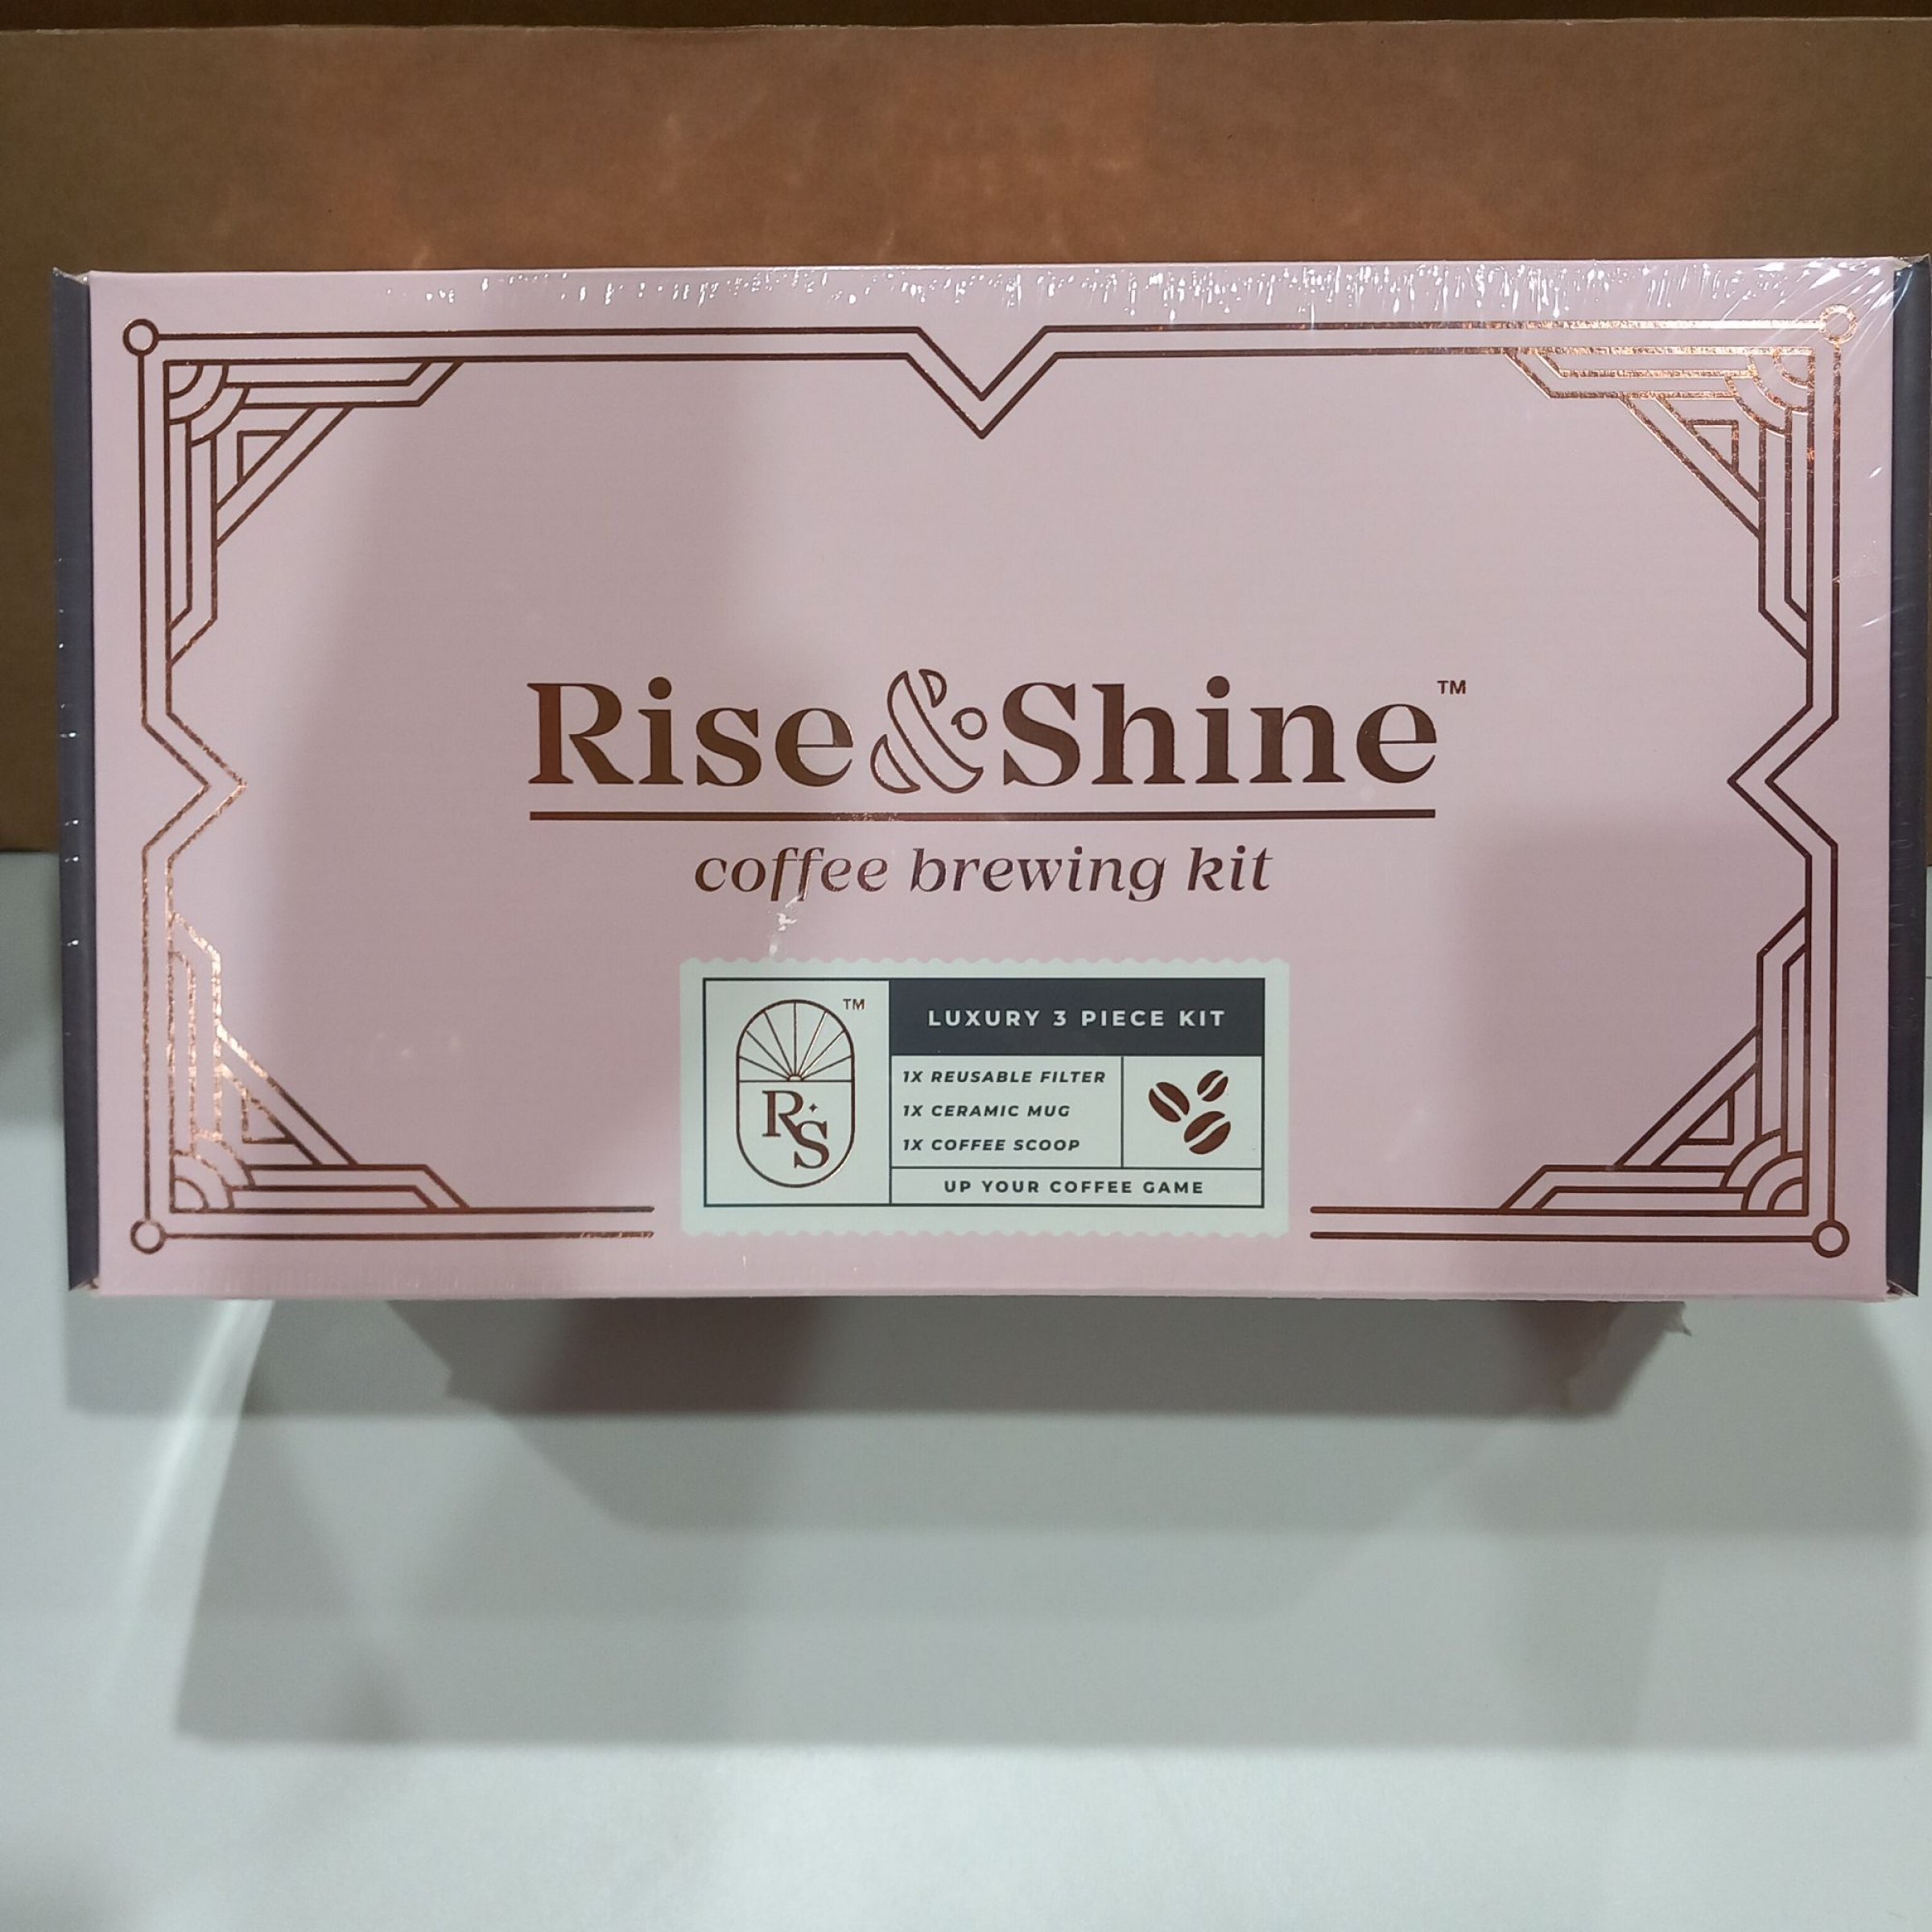 Rise & Shine™
coffee brewing kit
TM
R S
LUXURY 3 PIECE KIT
1X REUSABLE FILTER
1X CERAMIC MUG
1X COFFEE SCOOP
UP YOUR COFFEE GAME